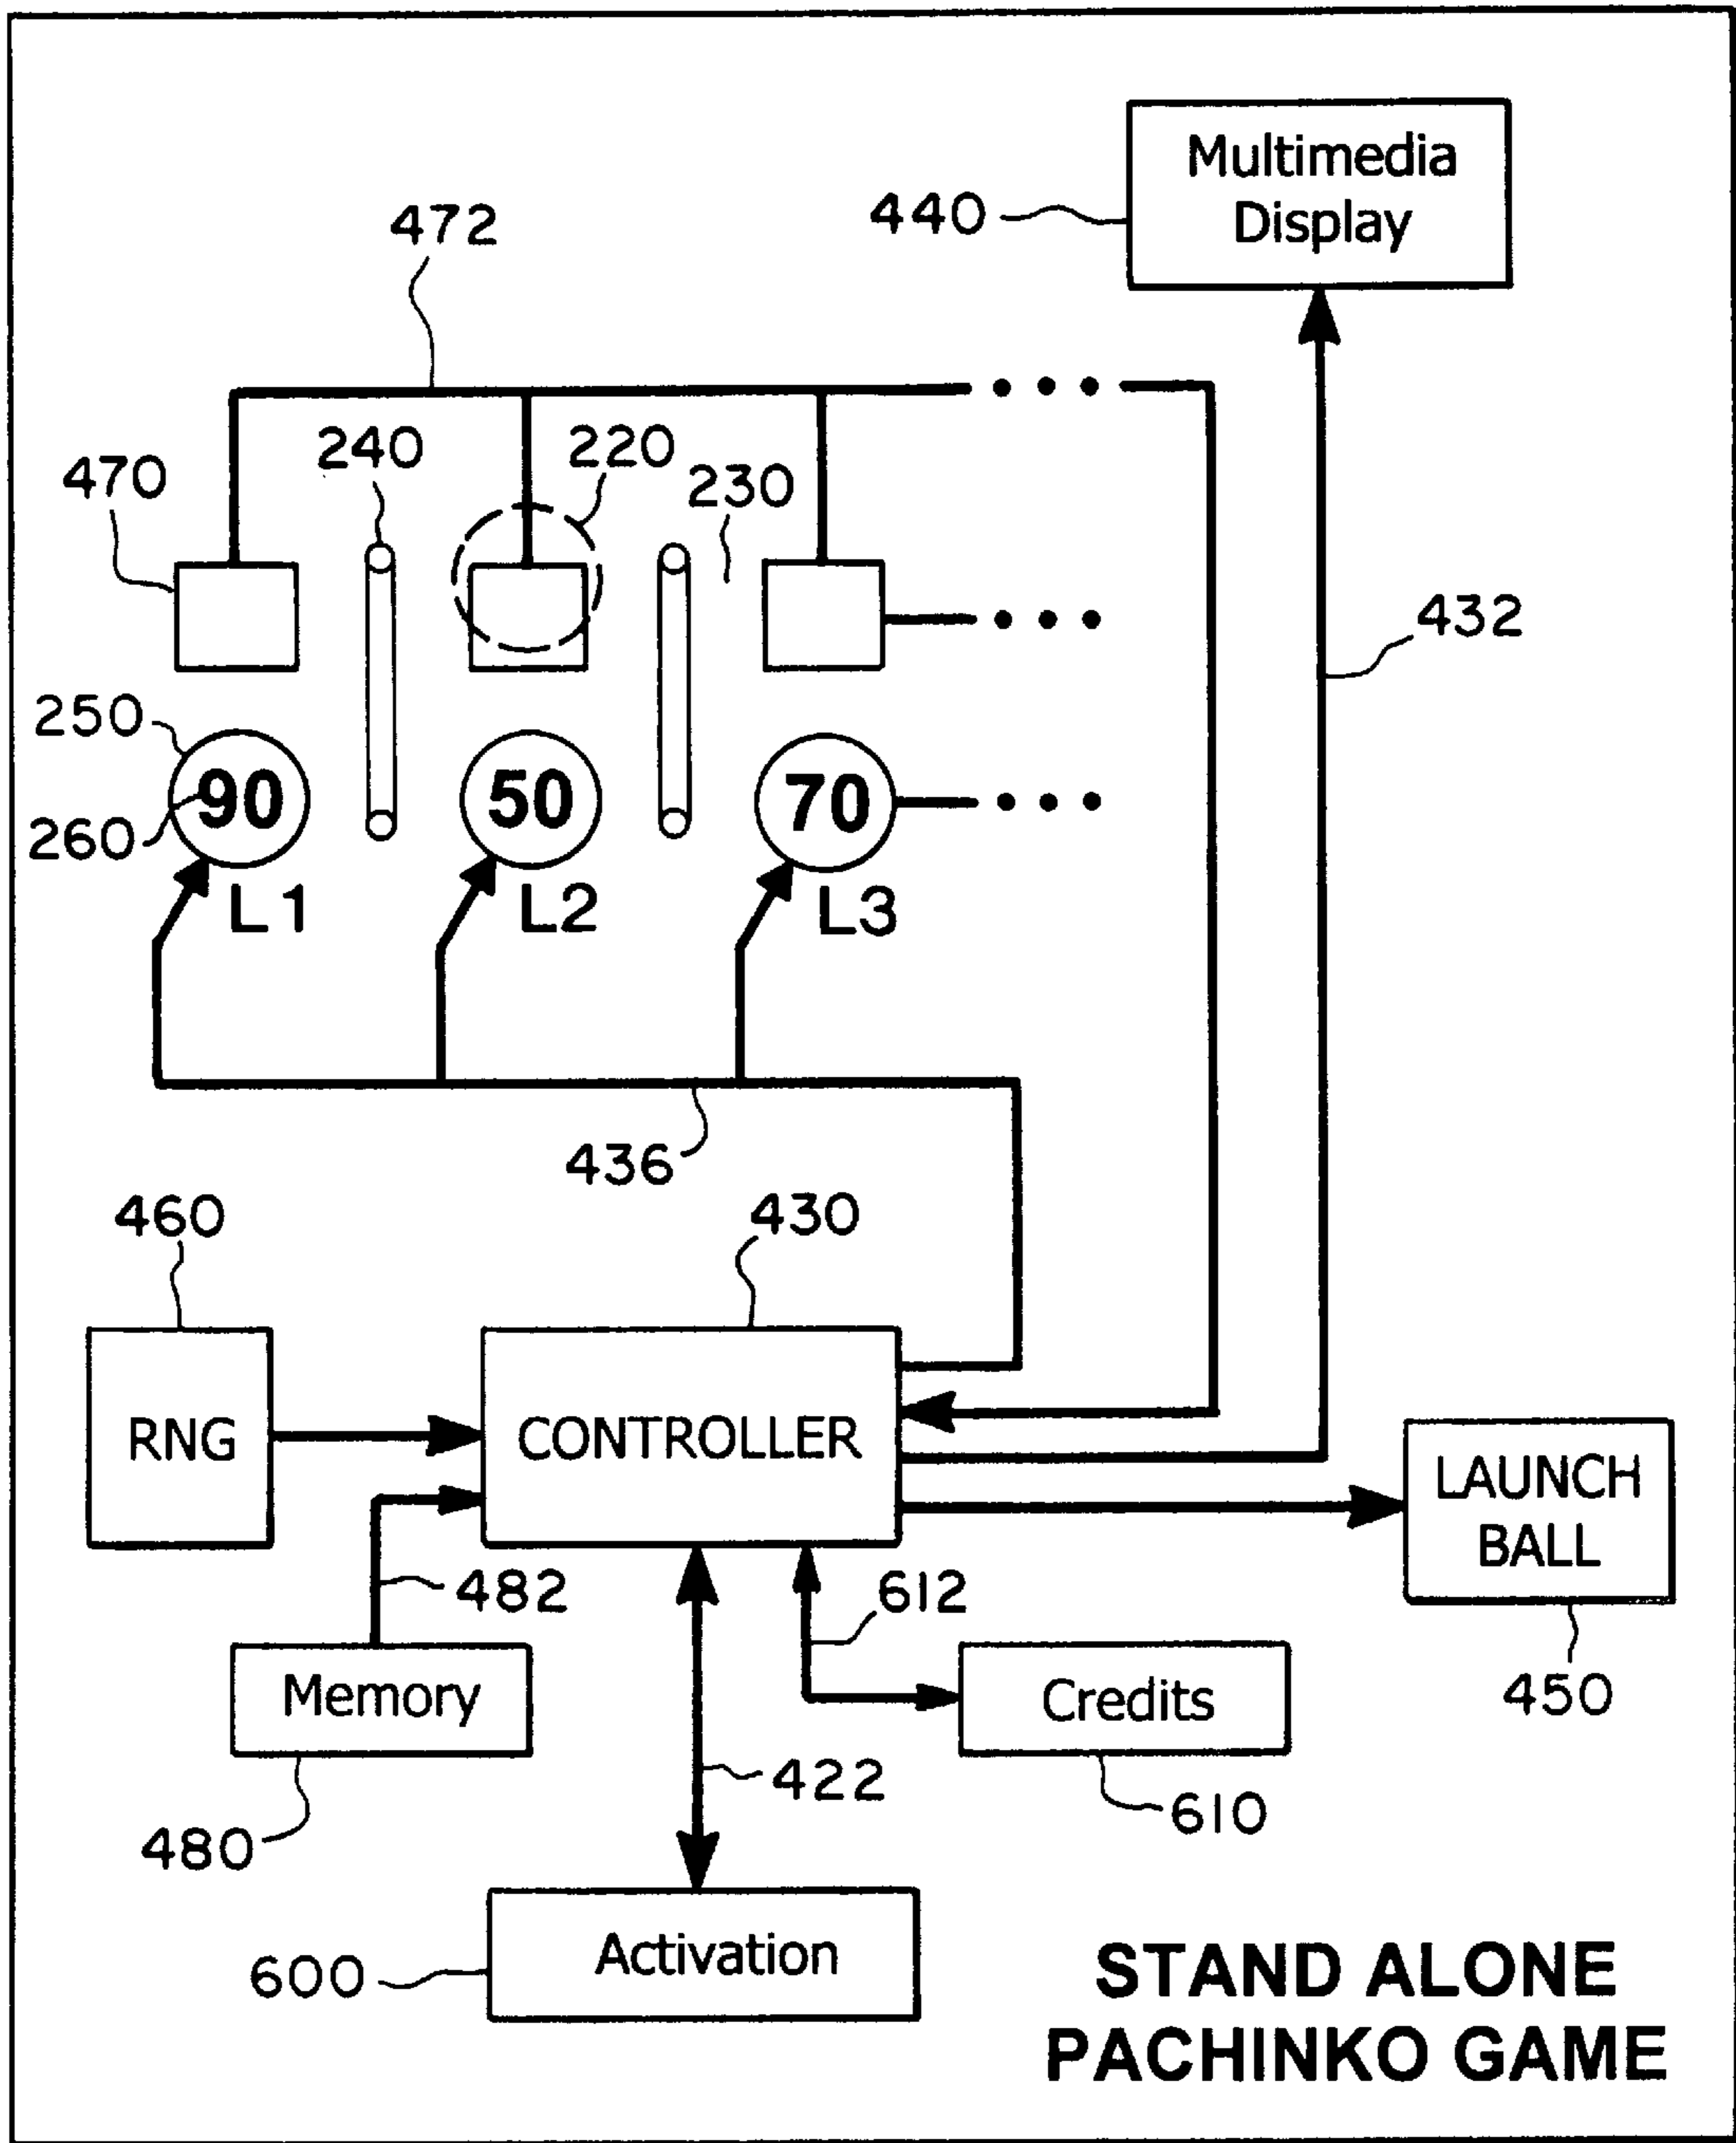 Multimedia
Display
440
472
240
220
470
230
432
250
90
50
70
260
L1
L2
L3
436
460
430
RNG
CONTROLLER
LAUNCH
BALL
482
612
Memory
Credits
450
422
610
480
Activation
600
STAND ALONE
PACHINKO GAME